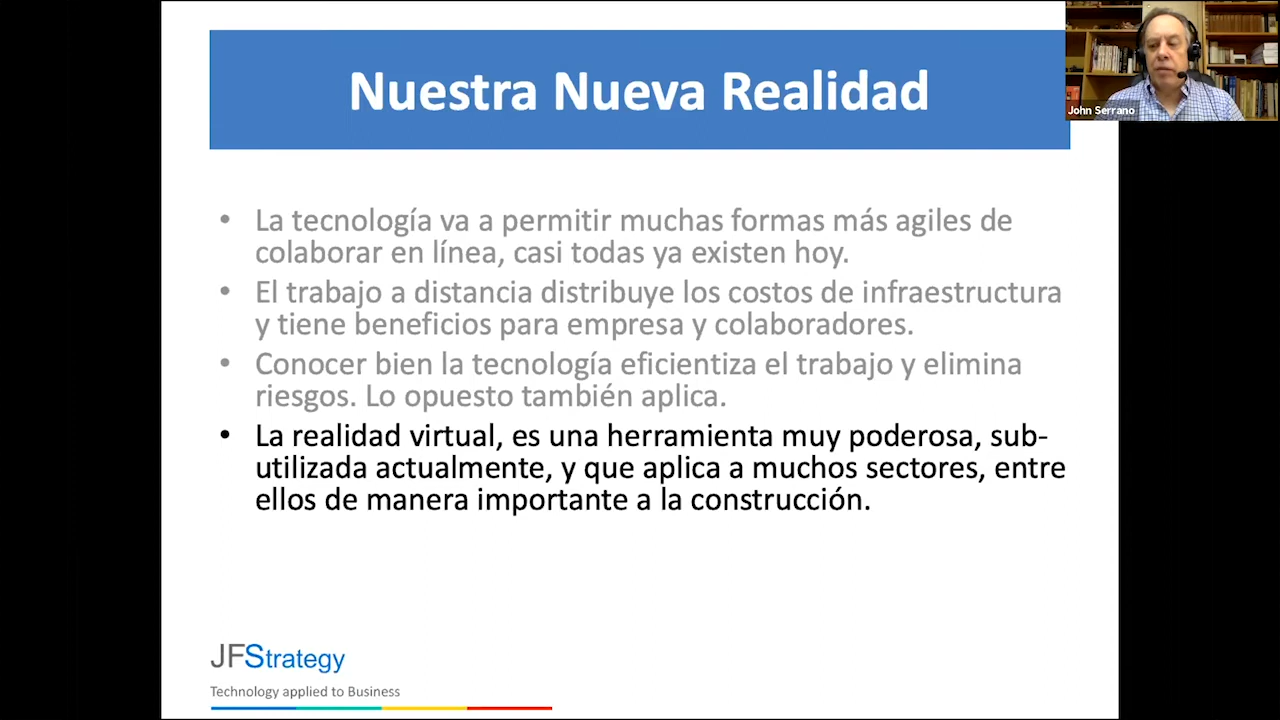 Nuestra Nueva Realidad
John Serrano
• La tecnología va a permitir muchas formas más agiles de
colaborar en línea, casi todas ya existen hoy.
• El trabajo a distancia distribuye los costos de infraestructura
y tiene beneficios para empresa y colaboradores.
• Conocer bien la tecnología eficientiza el trabajo y elimina
riesgos. Lo opuesto también aplica.
• La realidad virtual, es una herramienta muy poderosa, sub-
utilizada actualmente, y que aplica a muchos sectores, entre
ellos de manera importante a la construcción.
JFStrategy
Technology applied to Business